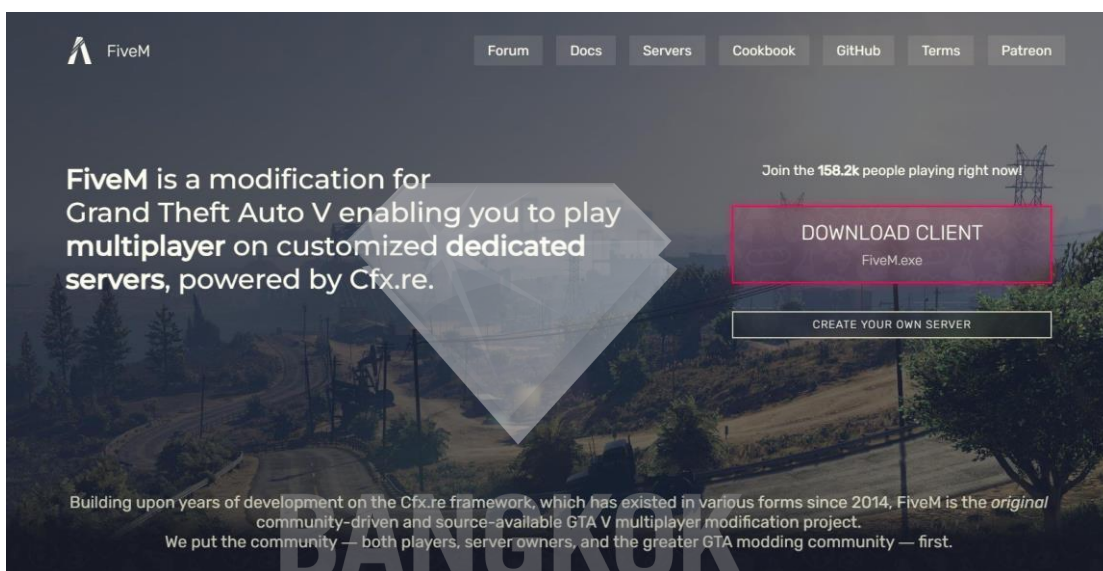 FiveM
Forum
Docs
Servers
Cookbook
GitHub
Terms
Patreon
FiveM is a modification for
Grand Theft Auto V enabling you to play
multiplayer on customized dedicated
servers, powered by Cfx.re.
Join the 158.2k people playing right now!
DOWNLOAD CLIENT
FiveM.exe
CREATE YOUR OWN SERVER
Building upon years of development on the Cfx.re framework, which has existed in various forms since 2014, FiveM is the original
community-driven and source-available GTA V multiplayer modification project.
We put the community — both players, server owners, and the greater GTA modding community — first.
BANGKOK